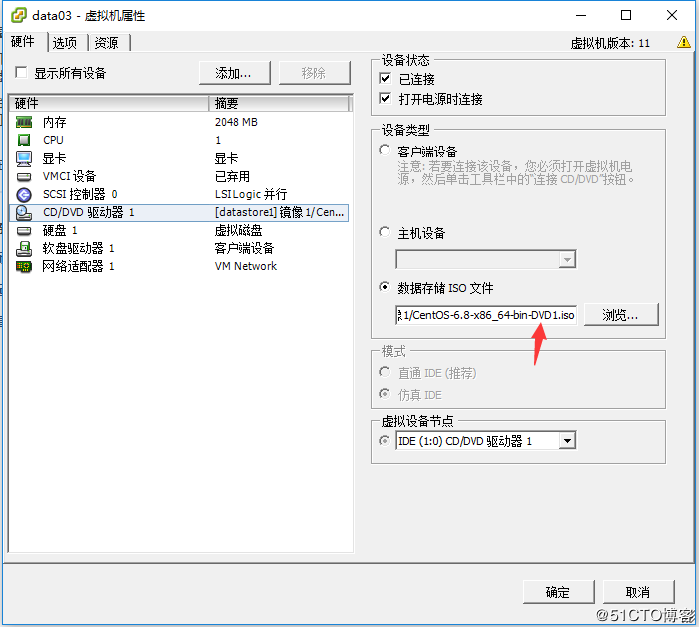 data03 - 虚拟机属性
硬件 选项 资源
虚拟机版本: 11
显示所有设备
添加...
移除
硬件 摘要
内存 2048 MB
CPU 1
显卡 显卡
VMCI 设备 已弃用
SCSI 控制器 0 LSI Logic 并行
CD/DVD 驱动器 1 [datastore1] 镜像 1/Cen...
硬盘 1 虚拟磁盘
软盘驱动器 1 客户端设备
网络适配器 1 VM Network
设备状态
已连接
打开电源时连接
设备类型
客户端设备
注意: 若要连接该设备，您必须打开虚拟机电
源，然后单击工具栏中的“连接 CD/DVD”按钮。
主机设备
数据存储 ISO 文件
1/CentOS-6.8-x86_64-bin-DVD1.iso
浏览...
模式
直通 IDE (推荐)
仿真 IDE
虚拟设备节点
IDE (1:0) CD/DVD 驱动器 1
确定
取消
@51CTO博客